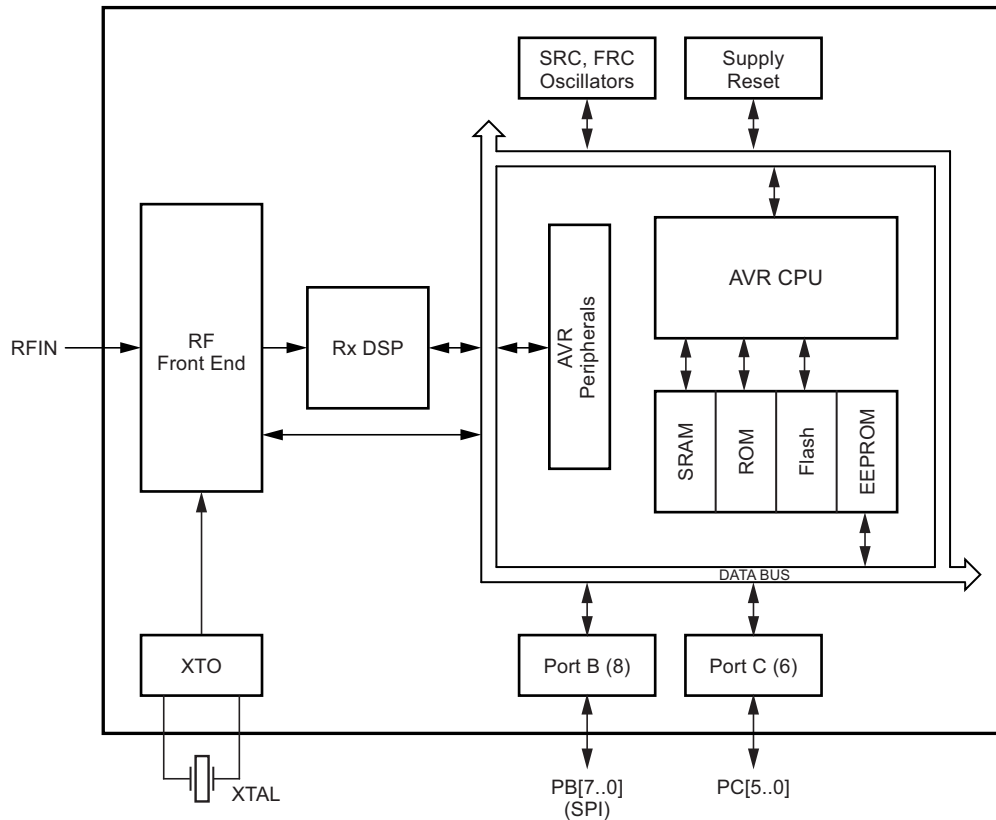 SRC, FRC
Oscillators
Supply
Reset
AVR CPU
RFIN
RF
Front End
Rx DSP
AVR
Peripherals
SRAM
ROM
Flash
EEPROM
DATA BUS
XTO
Port B (8)
Port C (6)
XTAL
PB[7..0]
(SPI)
PC[5..0]